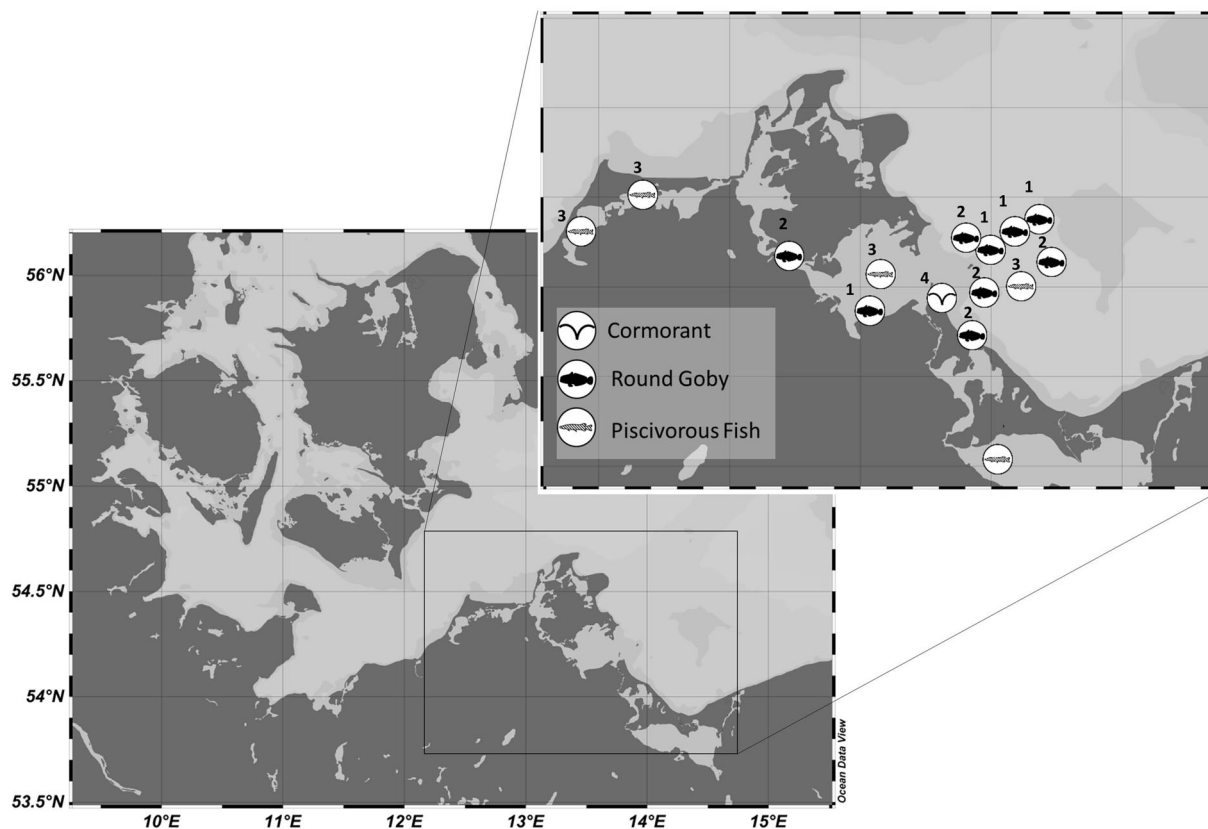 1
3
1
2
1
3
2
2
3
4
2
3
1
2
Cormorant
Round Goby
Piscivorous Fish
56°N
55.5°N
55°N
54.5°N
54°N
53.5°N
10°E 11°E 12°E 13°E 14°E 15°E
Ocean Data View